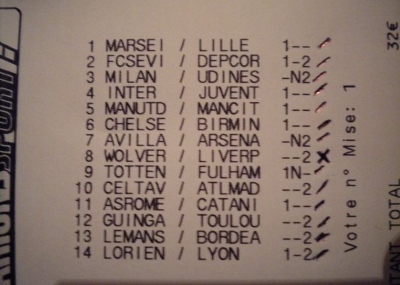 1 MARSEI / LILLE 1--
2 FCSEVI / DEPCOR 1-2
3 MILAN / UDINES -N2
4 INTER / JUVENT 1--
5 MANUTD / MANCIT 1--
6 CHELSE / BIRMIN 1--
7 AVILLA / ARSENA -N2
8 WOLVER / LIVERP --2
9 TOTTEN / FULHAM 1N-
10 CELTAV / ATLMAD --2
11 ASROME / CATANI 1--
12 GUINGA / TOULOU --2
13 LEMANS / BORDEA --2
14 LORIEN / LYON 1-2
Votre n° Mise: 1
TANT TOTAL 32€